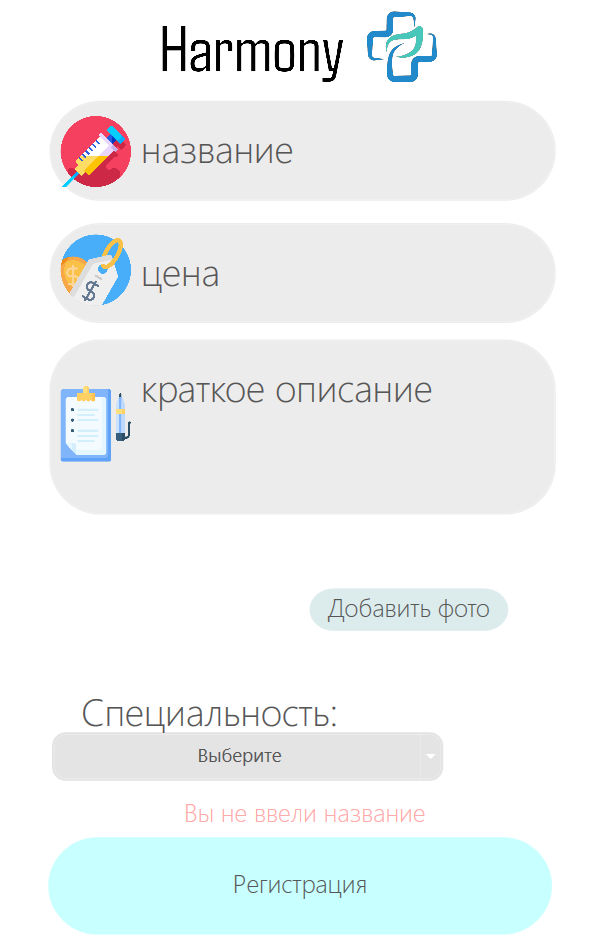 Harmony
название
цена
краткое описание
Добавить фото
Специальность:
Выберите
Вы не ввели название
Регистрация